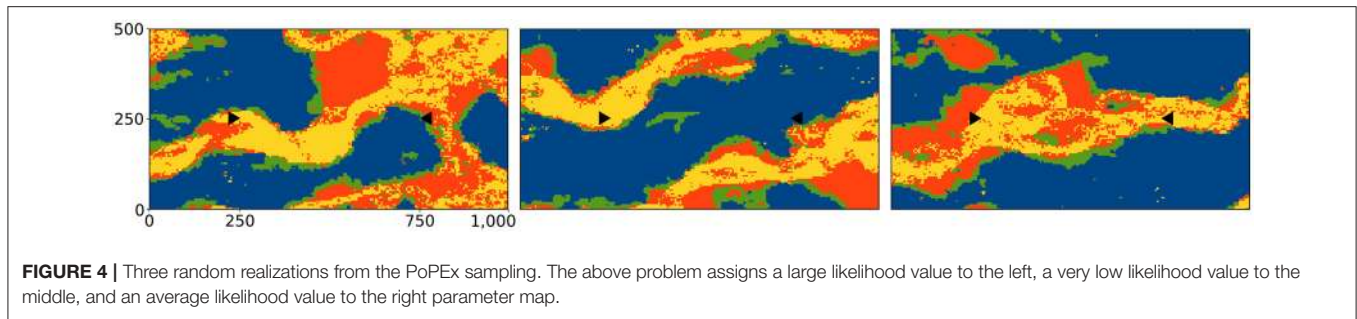 500
250
0
0 250 750 1,000
FIGURE 4 | Three random realizations from the PoPEx sampling. The above problem assigns a large likelihood value to the left, a very low likelihood value to the
middle, and an average likelihood value to the right parameter map.